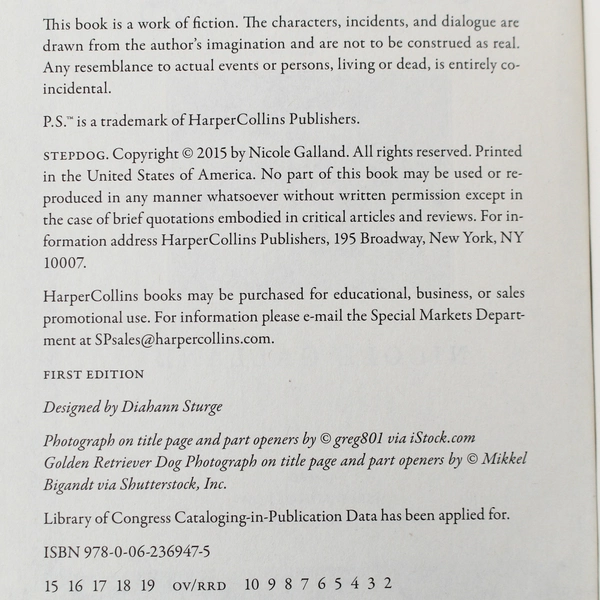 This book is a work of fiction. The characters, incidents, and dialogue are
drawn from the author's imagination and are not to be construed as real.
Any resemblance to actual events or persons, living or dead, is entirely co-
incidental.
P.S.™ is a trademark of HarperCollins Publishers.
STEPDOG. Copyright © 2015 by Nicole Galland. All rights reserved. Printed
in the United States of America. No part of this book may be used or re-
produced in any manner whatsoever without written permission except in
the case of brief quotations embodied in critical articles and reviews. For in-
formation address HarperCollins Publishers, 195 Broadway, New York, NY
10007.
HarperCollins books may be purchased for educational, business, or sales
promotional use. For information please e-mail the Special Markets Depart-
ment at SPsales@harpercollins.com.
FIRST EDITION
Designed by Diahann Sturge
Photograph on title page and part openers by © greg801 via iStock.com
Golden Retriever Dog Photograph on title page and part openers by © Mikkel
Bigandt via Shutterstock, Inc.
Library of Congress Cataloging-in-Publication Data has been applied for.
ISBN 978-0-06-236947-5
15 16 17 18 19 OV/RRD 10 9 8 7 6 5 4 3 2